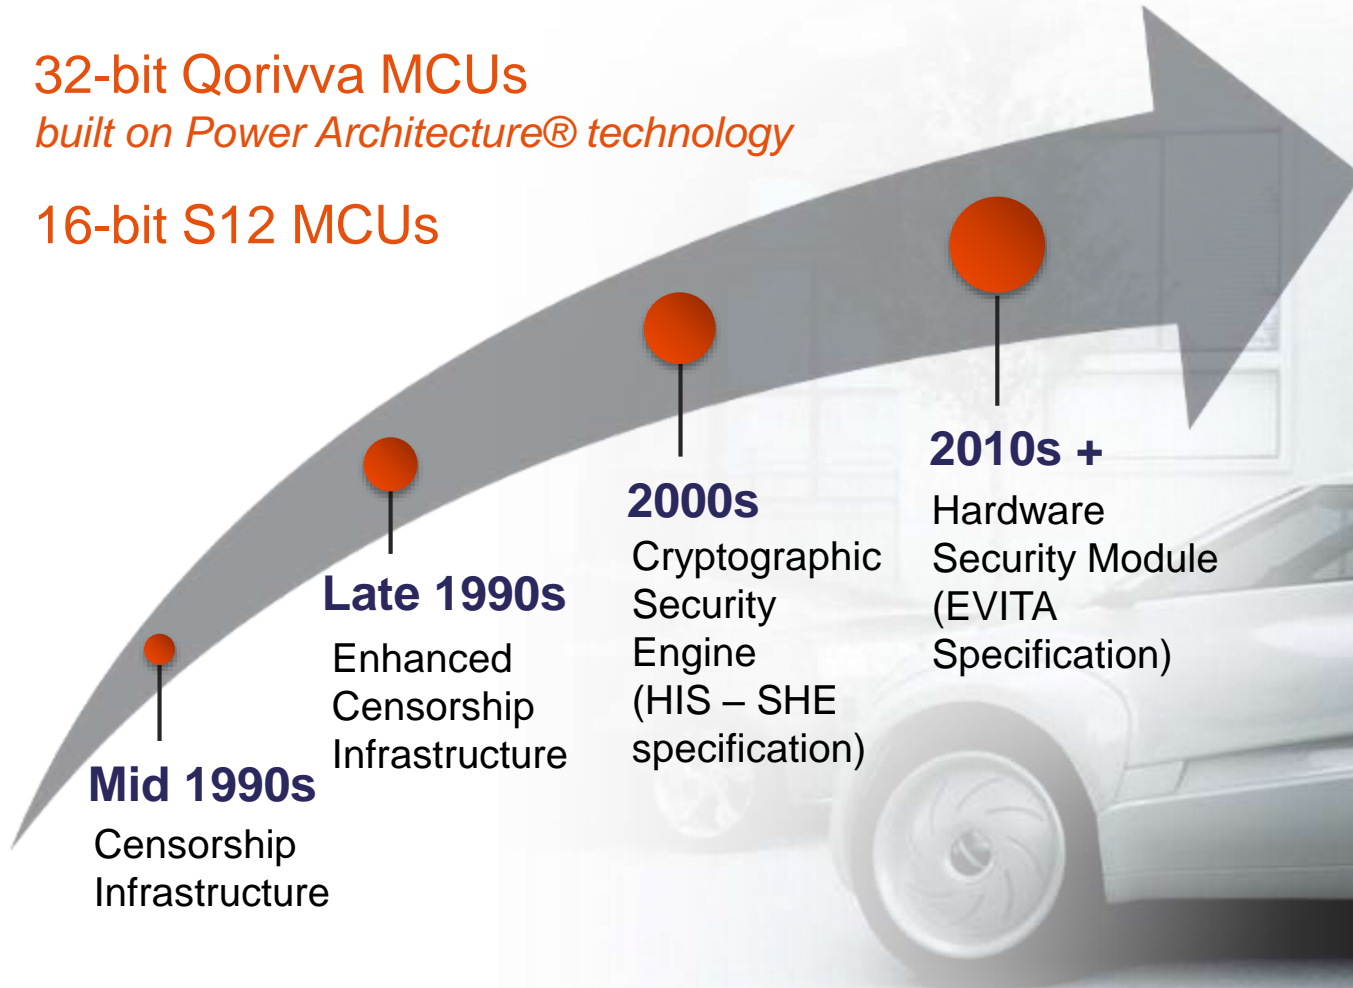 32-bit Qorivva MCUs
built on Power Architecture® technology
16-bit S12 MCUs
Mid 1990s
Censorship
Infrastructure
Late 1990s
Enhanced
Censorship
Infrastructure
2000s
Cryptographic
Security
Engine
(HIS – SHE
specification)
2010s +
Hardware
Security Module
(EVITA
Specification)